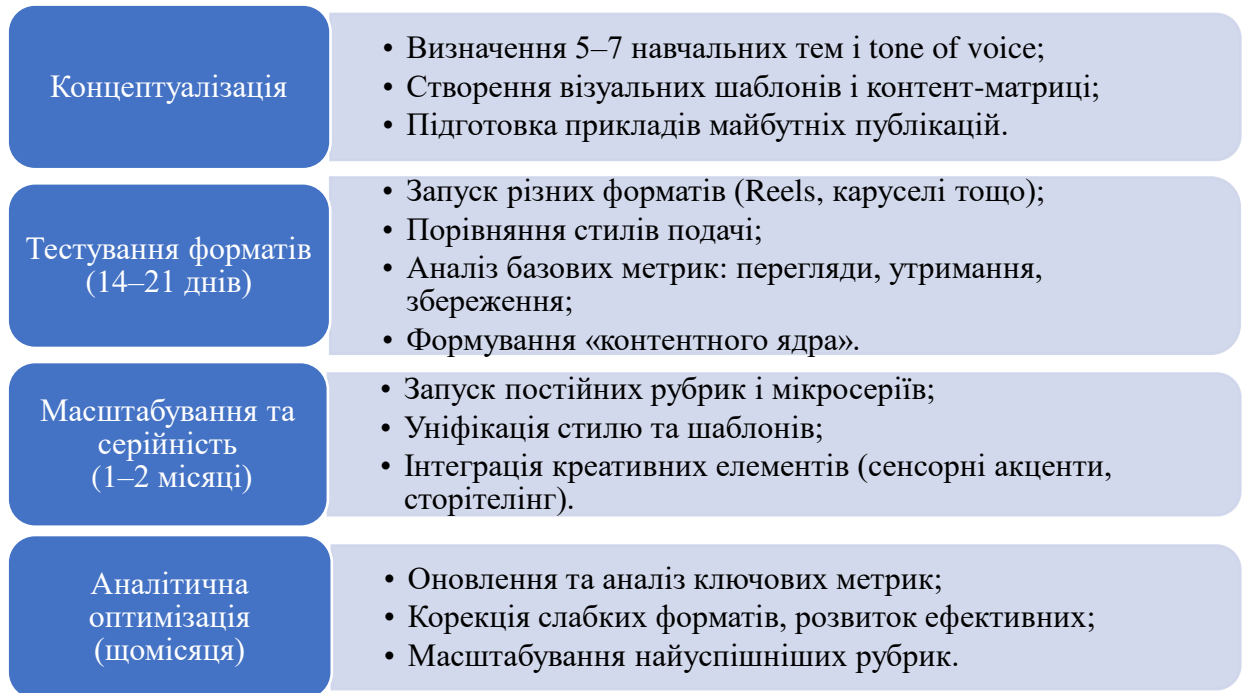 Концептуалізація
• Визначення 5–7 навчальних тем і tone of voice;
• Створення візуальних шаблонів і контент-матриці;
• Підготовка прикладів майбутніх публікацій.
Тестування форматів
(14–21 днів)
• Запуск різних форматів (Reels, каруселі тощо);
• Порівняння стилів подачі;
• Аналіз базових метрик: перегляди, утримання,
збереження;
• Формування «контентного ядра».
Масштабування та
серійність
(1–2 місяці)
• Запуск постійних рубрик і мікросеріїв;
• Уніфікація стилю та шаблонів;
• Інтеграція креативних елементів (сенсорні акценти,
сторітелінг).
Аналітична
оптимізація
(щомісяця)
• Оновлення та аналіз ключових метрик;
• Корекція слабких форматів, розвиток ефективних;
• Масштабування найуспішніших рубрик.